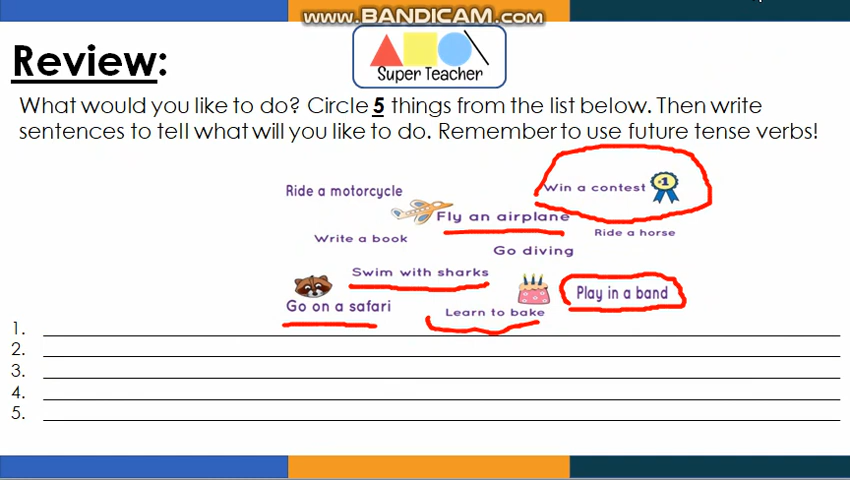 WWW.BANDICAM.COM
Review:
Super Teacher
What would you like to do? Circle 5 things from the list below. Then write
sentences to tell what will you like to do. Remember to use future tense verbs!
Ride a motorcycle
Win a contest
1
Fly an airplane
Write a book
Ride a horse
Go diving
Swim with sharks
Play in a band
Go on a safari
Learn to bake
1.
2.
3.
4.
5.